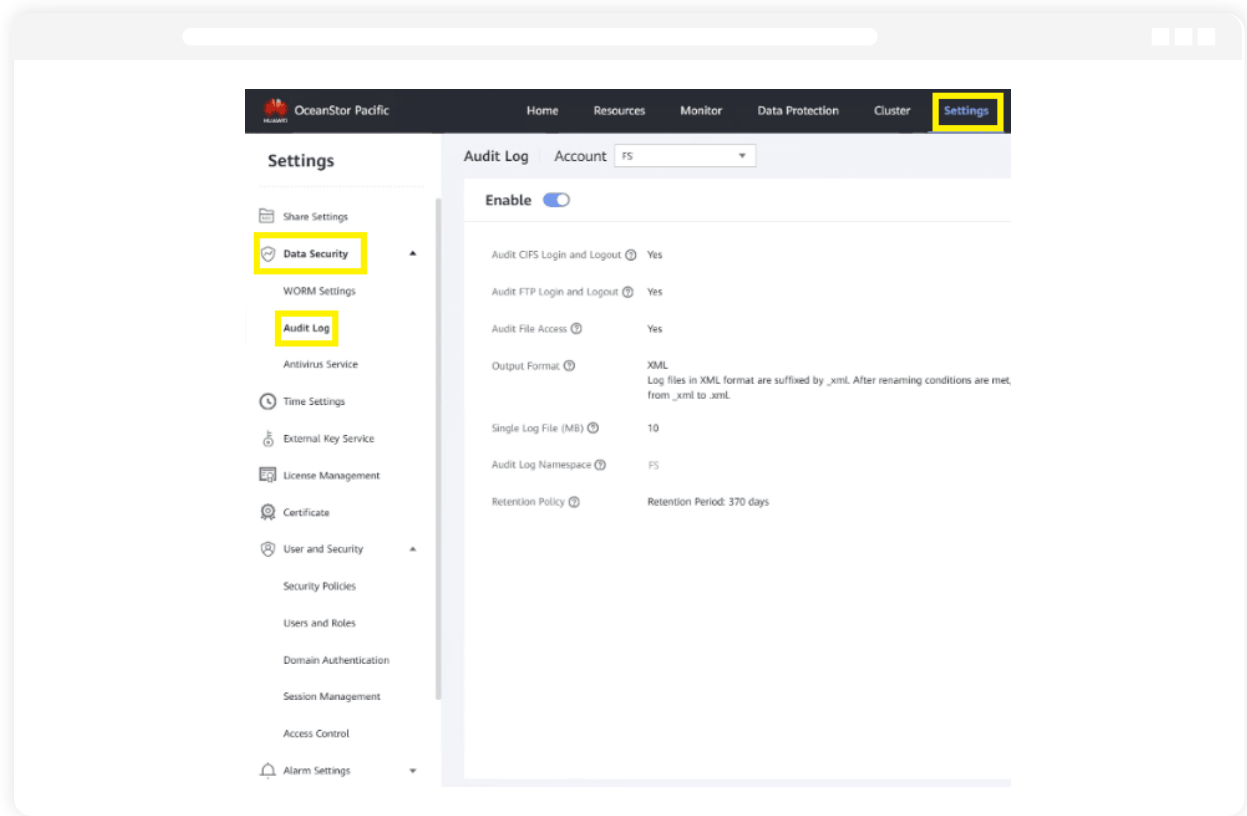 HUAWEI OceanStor Pacific Home Resources Monitor Data Protection Cluster Settings
Settings
Share Settings
Data Security
WORM Settings
Audit Log
Antivirus Service
Time Settings
External Key Service
License Management
Certificate
User and Security
Security Policies
Users and Roles
Domain Authentication
Session Management
Access Control
Alarm Settings
Audit Log Account FS
Enable
Audit CIFS Login and Logout ? Yes
Audit FTP Login and Logout ? Yes
Audit File Access ? Yes
Output Format ? XML
Log files in XML format are suffixed by _xml. After renaming conditions are met,
from _xml to .xml.
Single Log File (MB) ? 10
Audit Log Namespace ? FS
Retention Policy ? Retention Period: 370 days